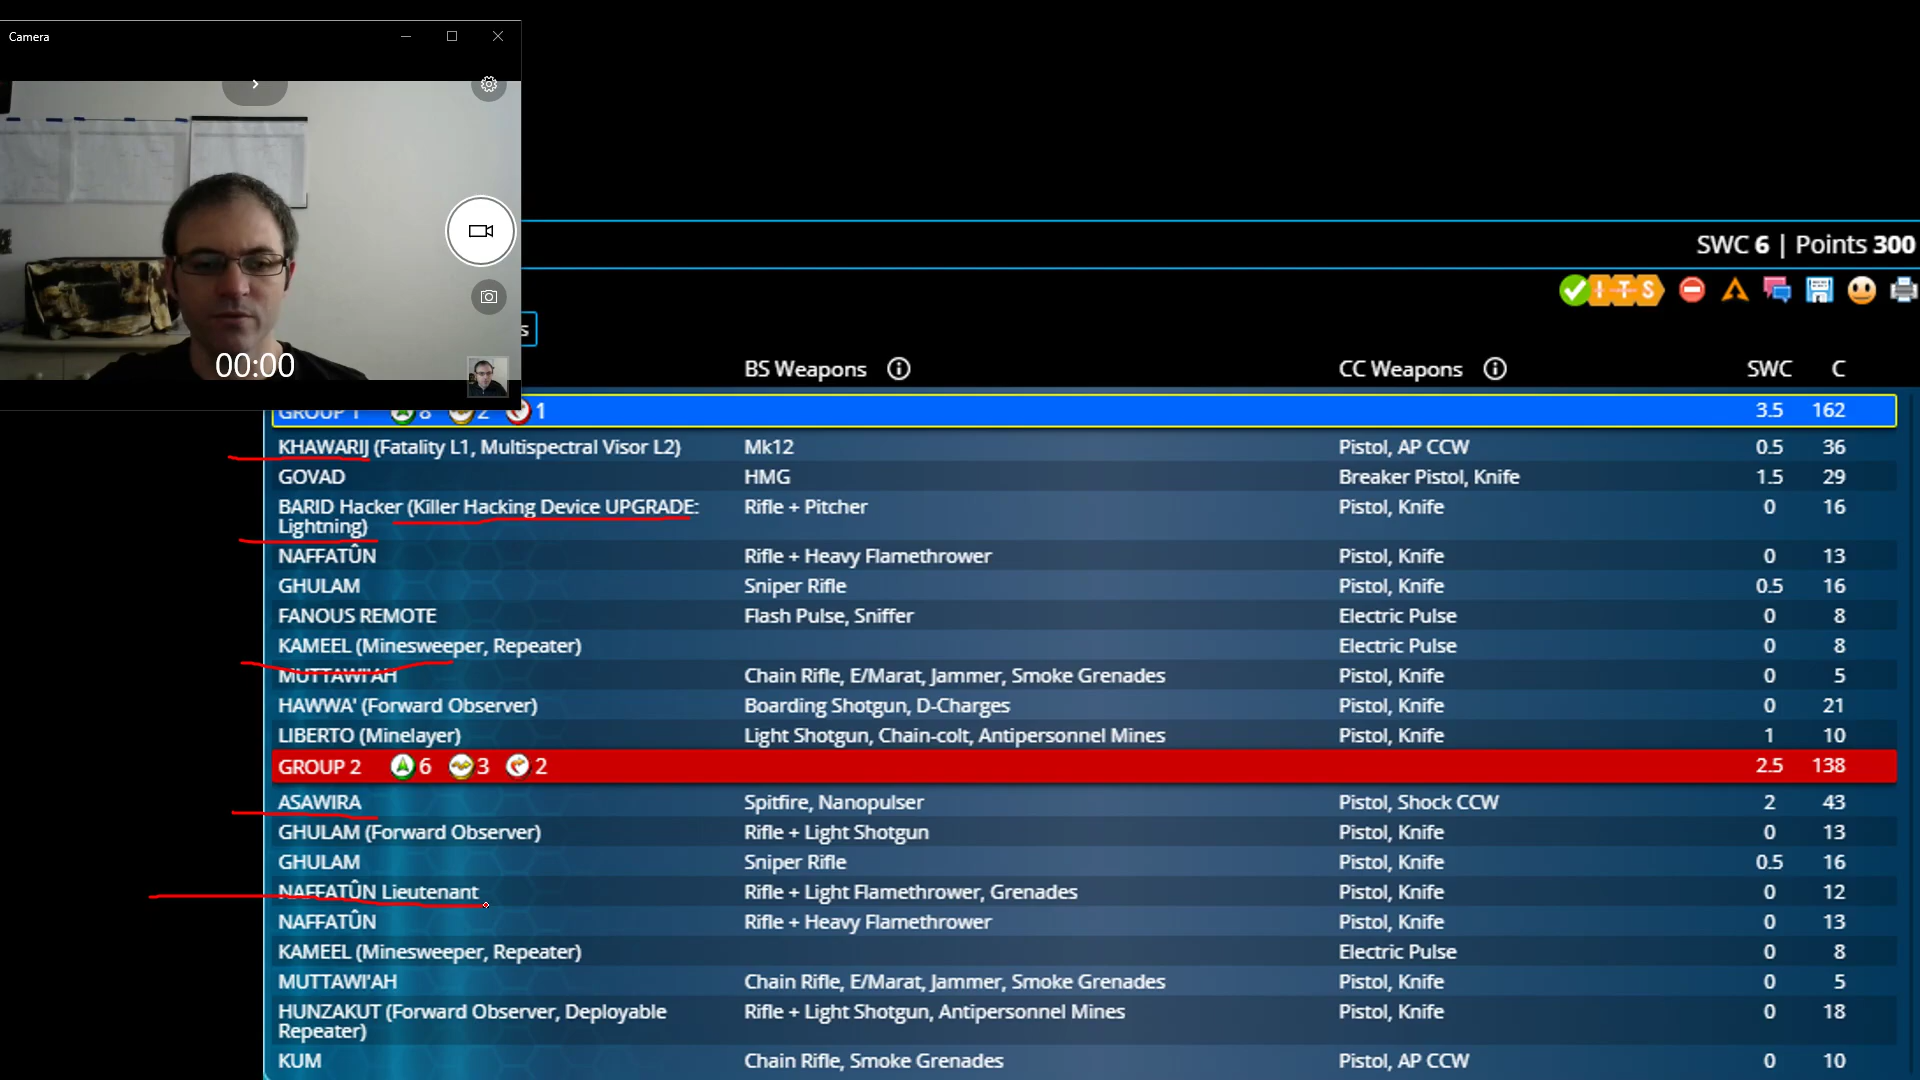 Camera
00:00
SWC 6 | Points 300
I T S
s
BS Weapons CC Weapons SWC C
GROUP 1 8 2 1 3.5 162
KHAWARIJ (Fatality L1, Multispectral Visor L2) Mk12 Pistol, AP CCW 0.5 36
GOVAD HMG Breaker Pistol, Knife 1.5 29
BARID Hacker (Killer Hacking Device UPGRADE: Rifle + Pitcher Pistol, Knife 0 16
Lightning)
NAFFATÛN Rifle + Heavy Flamethrower Pistol, Knife 0 13
GHULAM Sniper Rifle Pistol, Knife 0.5 16
FANOUS REMOTE Flash Pulse, Sniffer Electric Pulse 0 8
KAMEEL (Minesweeper, Repeater) Electric Pulse 0 8
MUTTAWI'AH Chain Rifle, E/Marat, Jammer, Smoke Grenades Pistol, Knife 0 5
HAWWA' (Forward Observer) Boarding Shotgun, D-Charges Pistol, Knife 0 21
LIBERTO (Minelayer) Light Shotgun, Chain-colt, Antipersonnel Mines Pistol, Knife 1 10
GROUP 2 6 3 2 2.5 138
ASAWIRA Spitfire, Nanopulser Pistol, Shock CCW 2 43
GHULAM (Forward Observer) Rifle + Light Shotgun Pistol, Knife 0 13
GHULAM Sniper Rifle Pistol, Knife 0.5 16
NAFFATÛN Lieutenant Rifle + Light Flamethrower, Grenades Pistol, Knife 0 12
NAFFATÛN Rifle + Heavy Flamethrower Pistol, Knife 0 13
KAMEEL (Minesweeper, Repeater) Electric Pulse 0 8
MUTTAWI'AH Chain Rifle, E/Marat, Jammer, Smoke Grenades Pistol, Knife 0 5
HUNZAKUT (Forward Observer, Deployable Rifle + Light Shotgun, Antipersonnel Mines Pistol, Knife 0 18
Repeater)
KUM Chain Rifle, Smoke Grenades Pistol, AP CCW 0 10